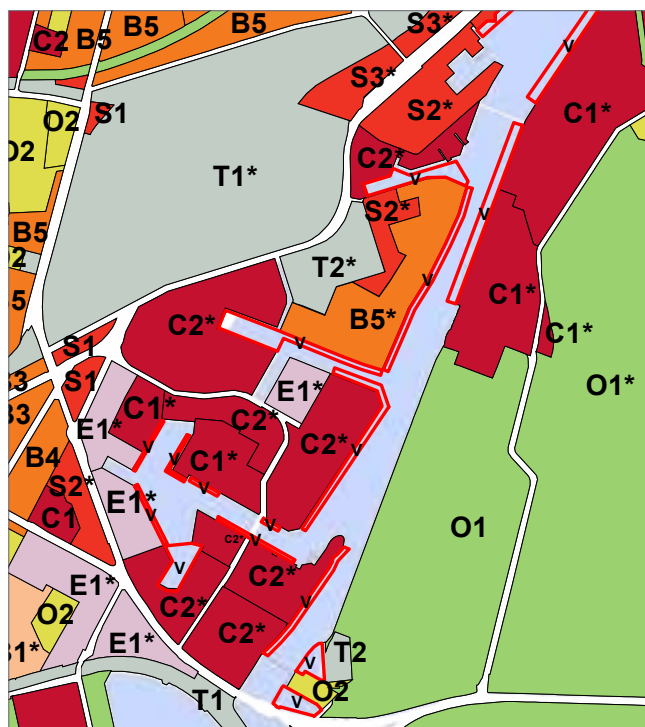 S3*
C2
B5
B5
B5
V
S3*
S2*
S1
O2
C1*
O2
C2*
T1*
V
S2*
V
B5
T2*
V
C1*
5
B5*
C2*
C1*
S1
V
O1*
S1
E1*
C1*
C2*
E1*
C2*
V
B4
C1*
V
S2*
V
E1*
V
C1
V
O1
C2*
V
V
C2*
E1*
C2*
V
O2
C2*
E1*
T2
V
O2
T1
V